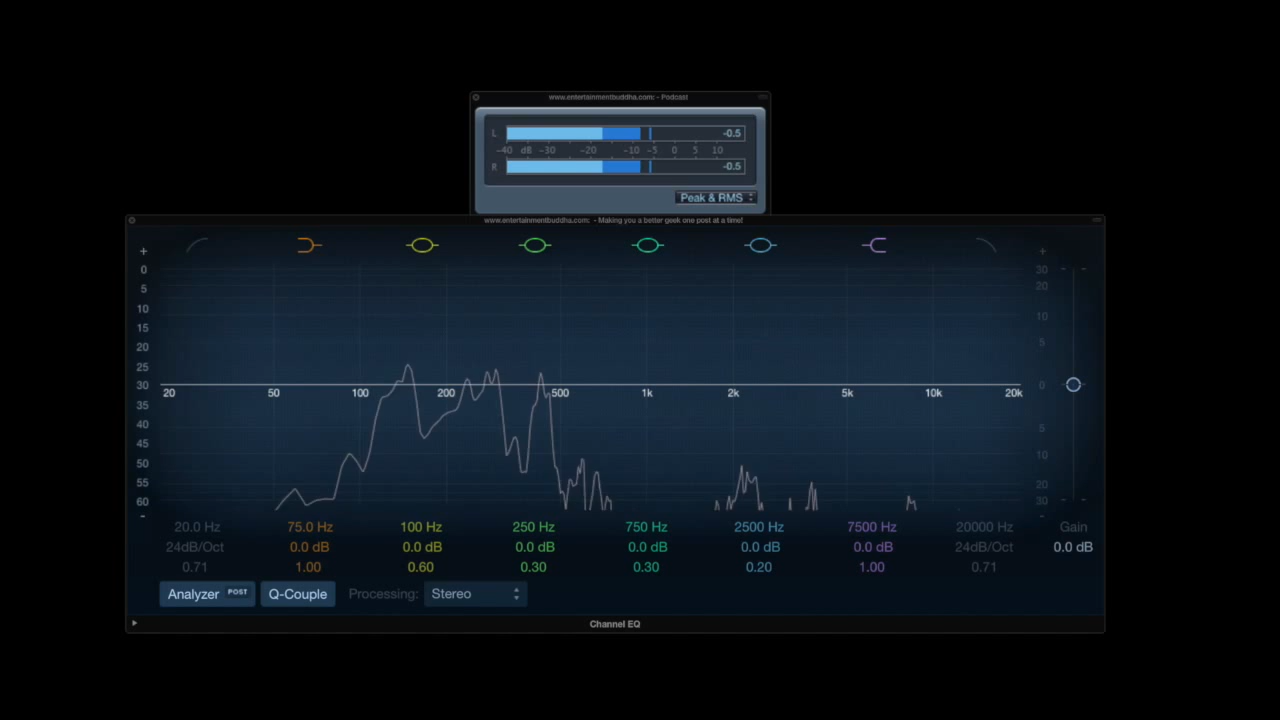 www.entertainmentbuddha.com: - Podcast
L -0.5
-40 dB -30 -20 -10 -5 0 5 10
R -0.5
Peak & RMS
www.entertainmentbuddha.com: - Making you a better geek one post at a time!
+ +
0 30
5 20
10 10
15
20 5
25
30 0
20 50 100 200 500 1k 2k 5k 10k 20k
35
40 5
45
50 10
55 20
60 30
- -
20.0 Hz 75.0 Hz 100 Hz 250 Hz 750 Hz 2500 Hz 7500 Hz 20000 Hz Gain
24dB/Oct 0.0 dB 0.0 dB 0.0 dB 0.0 dB 0.0 dB 0.0 dB 24dB/Oct 0.0 dB
0.71 1.00 0.60 0.30 0.30 0.20 1.00 0.71
Analyzer POST Q-Couple Processing: Stereo
Channel EQ